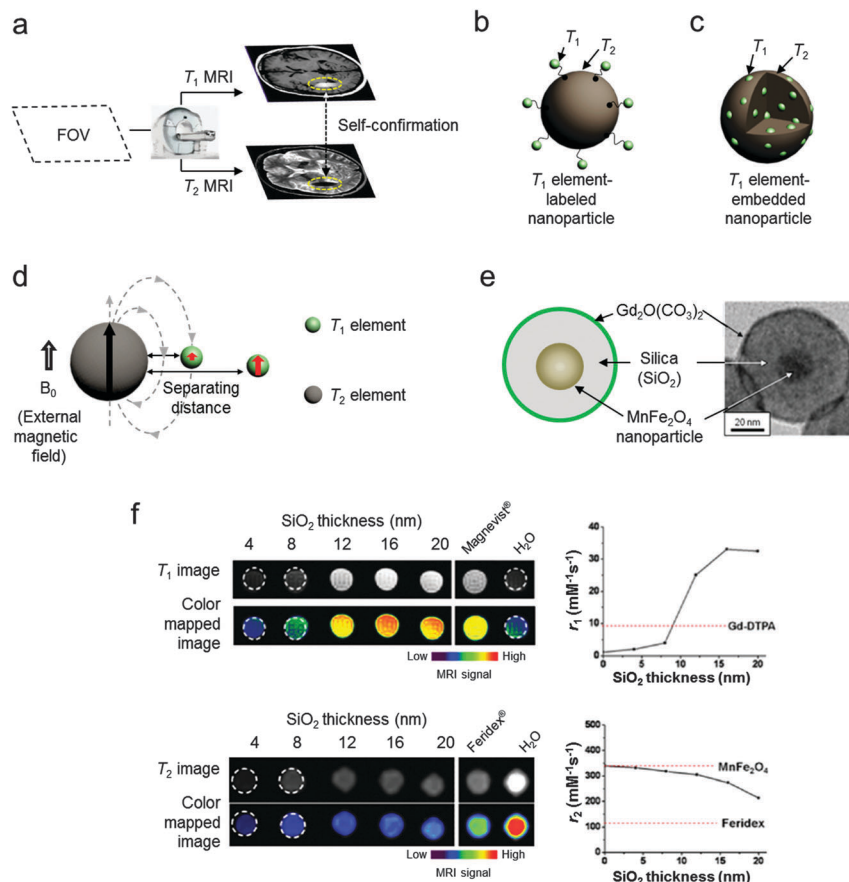 a
T₁ MRI
FOV
Self-confirmation
T₂ MRI
b
T₁
T₂
T₁ element-
labeled
nanoparticle
c
T₁
T₂
T₁ element-
embedded
nanoparticle
d
B₀
(External
magnetic
field)
Separating
distance
T₁ element
T₂ element
e
Gd₂O(CO₃)₂
Silica
(SiO₂)
MnFe₂O₄
nanoparticle
20 nm
f
SiO₂ thickness (nm)
4 8 12 16 20 Magnevist® H₂O
T₁ image
Color
mapped
image
Low High
MRI signal
r₁ (mM⁻¹s⁻¹)
40
30
20
10
0
Gd-DTPA
0 5 10 15 20
SiO₂ thickness (nm)
SiO₂ thickness (nm)
4 8 12 16 20 Feridex® H₂O
T₂ image
Color
mapped
image
Low High
MRI signal
r₂ (mM⁻¹s⁻¹)
500
400
300
200
100
0
MnFe₂O₄
Feridex
0 5 10 15 20
SiO₂ thickness (nm)